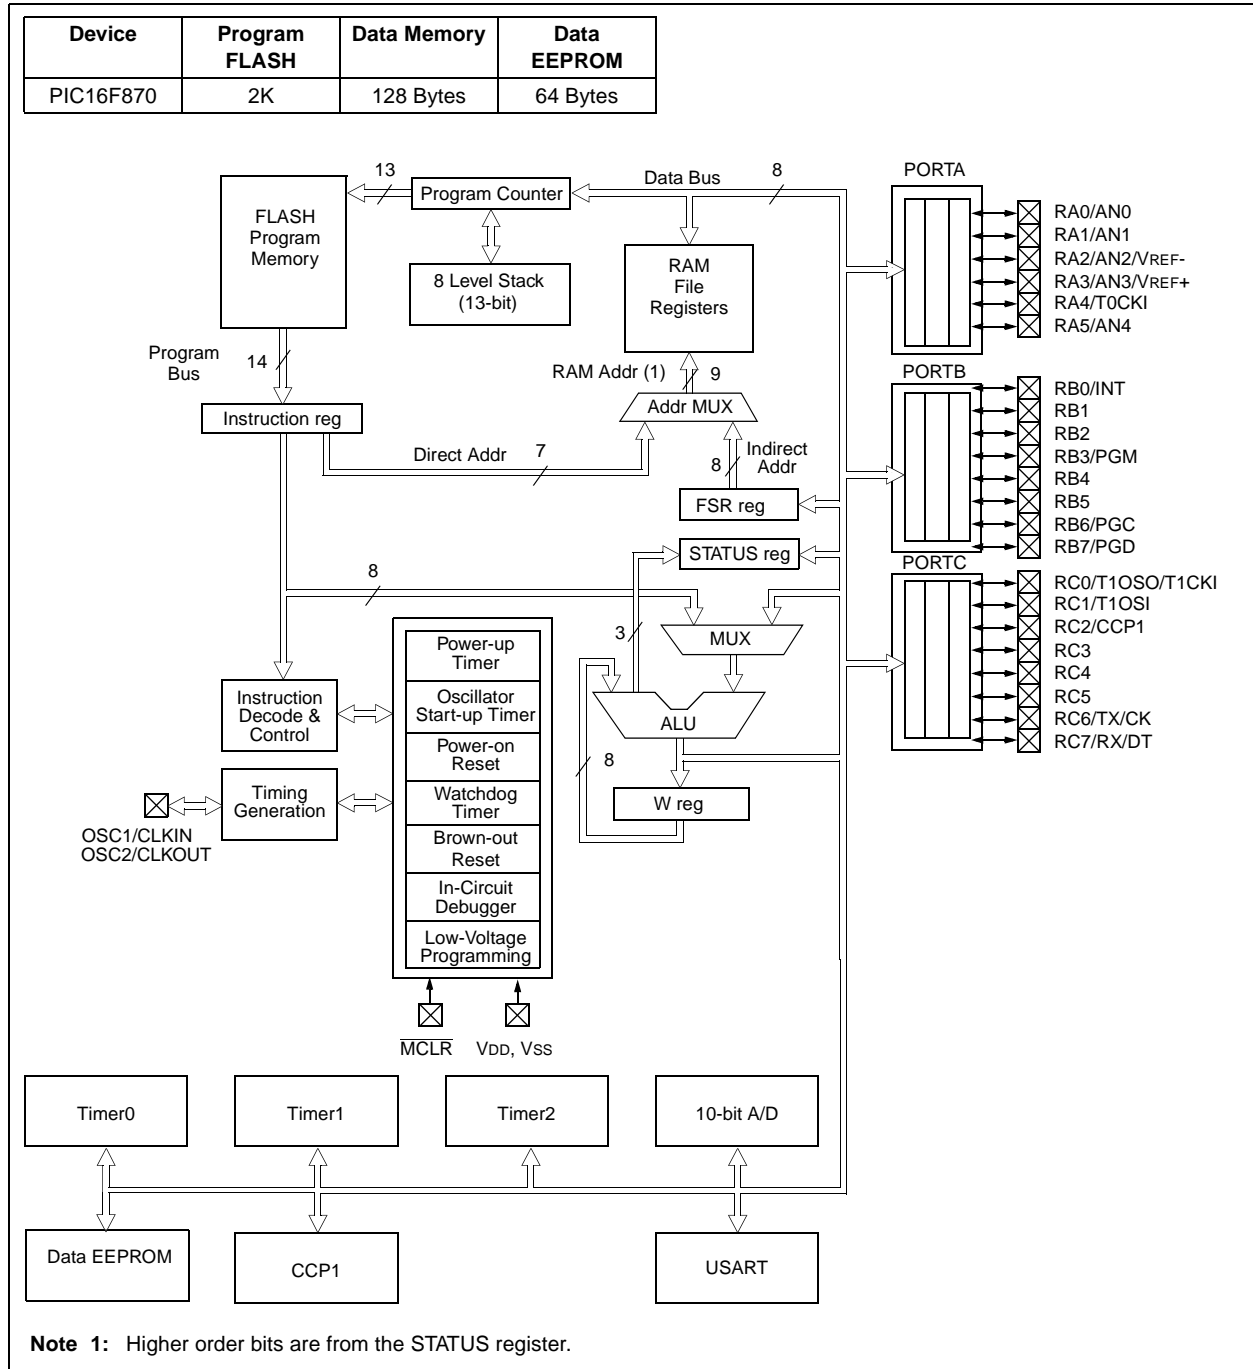 Device Program FLASH Data Memory Data EEPROM
PIC16F870 2K 128 Bytes 64 Bytes
13
Data Bus
8
PORTA
FLASH
Program
Memory
Program Counter
8 Level Stack
(13-bit)
RAM
File
Registers
RA0/AN0
RA1/AN1
RA2/AN2/VREF-
RA3/AN3/VREF+
RA4/T0CKI
RA5/AN4
Program
Bus
14
RAM Addr (1)
9
PORTB
Instruction reg
Addr MUX
RB0/INT
RB1
RB2
RB3/PGM
RB4
RB5
RB6/PGC
RB7/PGD
Direct Addr
7
8
Indirect
Addr
FSR reg
STATUS reg
PORTC
8
3
MUX
RC0/T1OSO/T1CKI
RC1/T1OSI
RC2/CCP1
RC3
RC4
RC5
RC6/TX/CK
RC7/RX/DT
Power-up
Timer
Instruction
Decode &
Control
Oscillator
Start-up Timer
ALU
Power-on
Reset
8
Timing
Generation
Watchdog
Timer
W reg
OSC1/CLKIN
OSC2/CLKOUT
Brown-out
Reset
In-Circuit
Debugger
Low-Voltage
Programming
MCLR
VDD, VSS
Timer0
Timer1
Timer2
10-bit A/D
Data EEPROM
CCP1
USART
Note 1: Higher order bits are from the STATUS register.